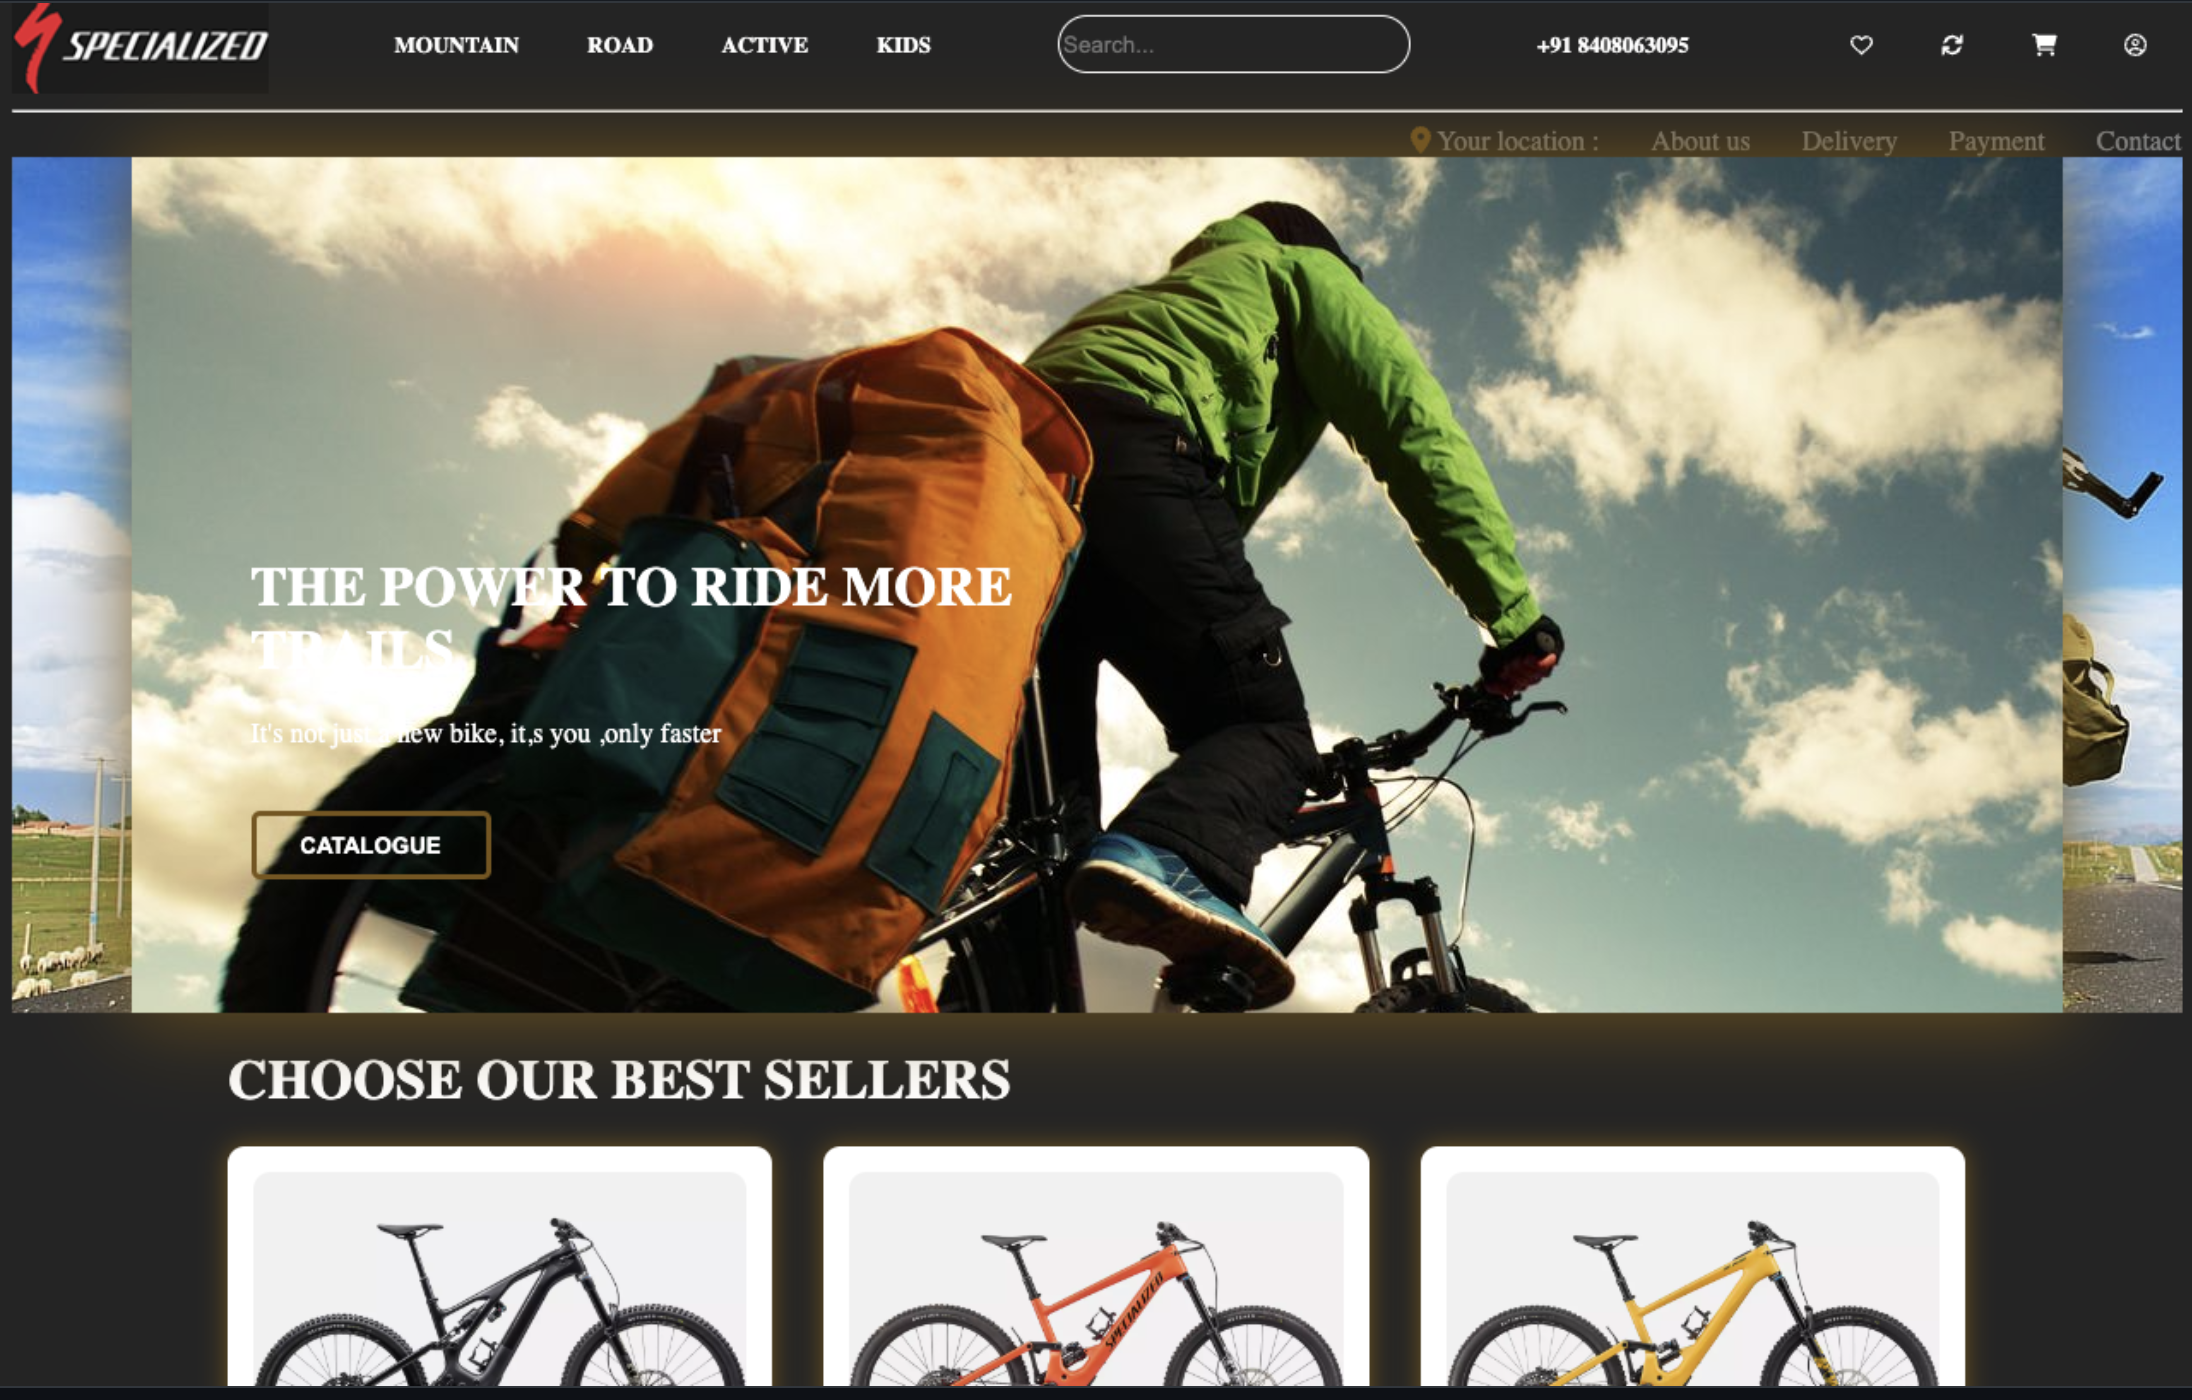 SPECIALIZED
MOUNTAIN ROAD ACTIVE KIDS
Search...
+91 8408063095
Your location : About us Delivery Payment Contact
THE POWER TO RIDE MORE
TRAILS.
It's not just a new bike, it,s you ,only faster
CATALOGUE
CHOOSE OUR BEST SELLERS
SPECIALIZED